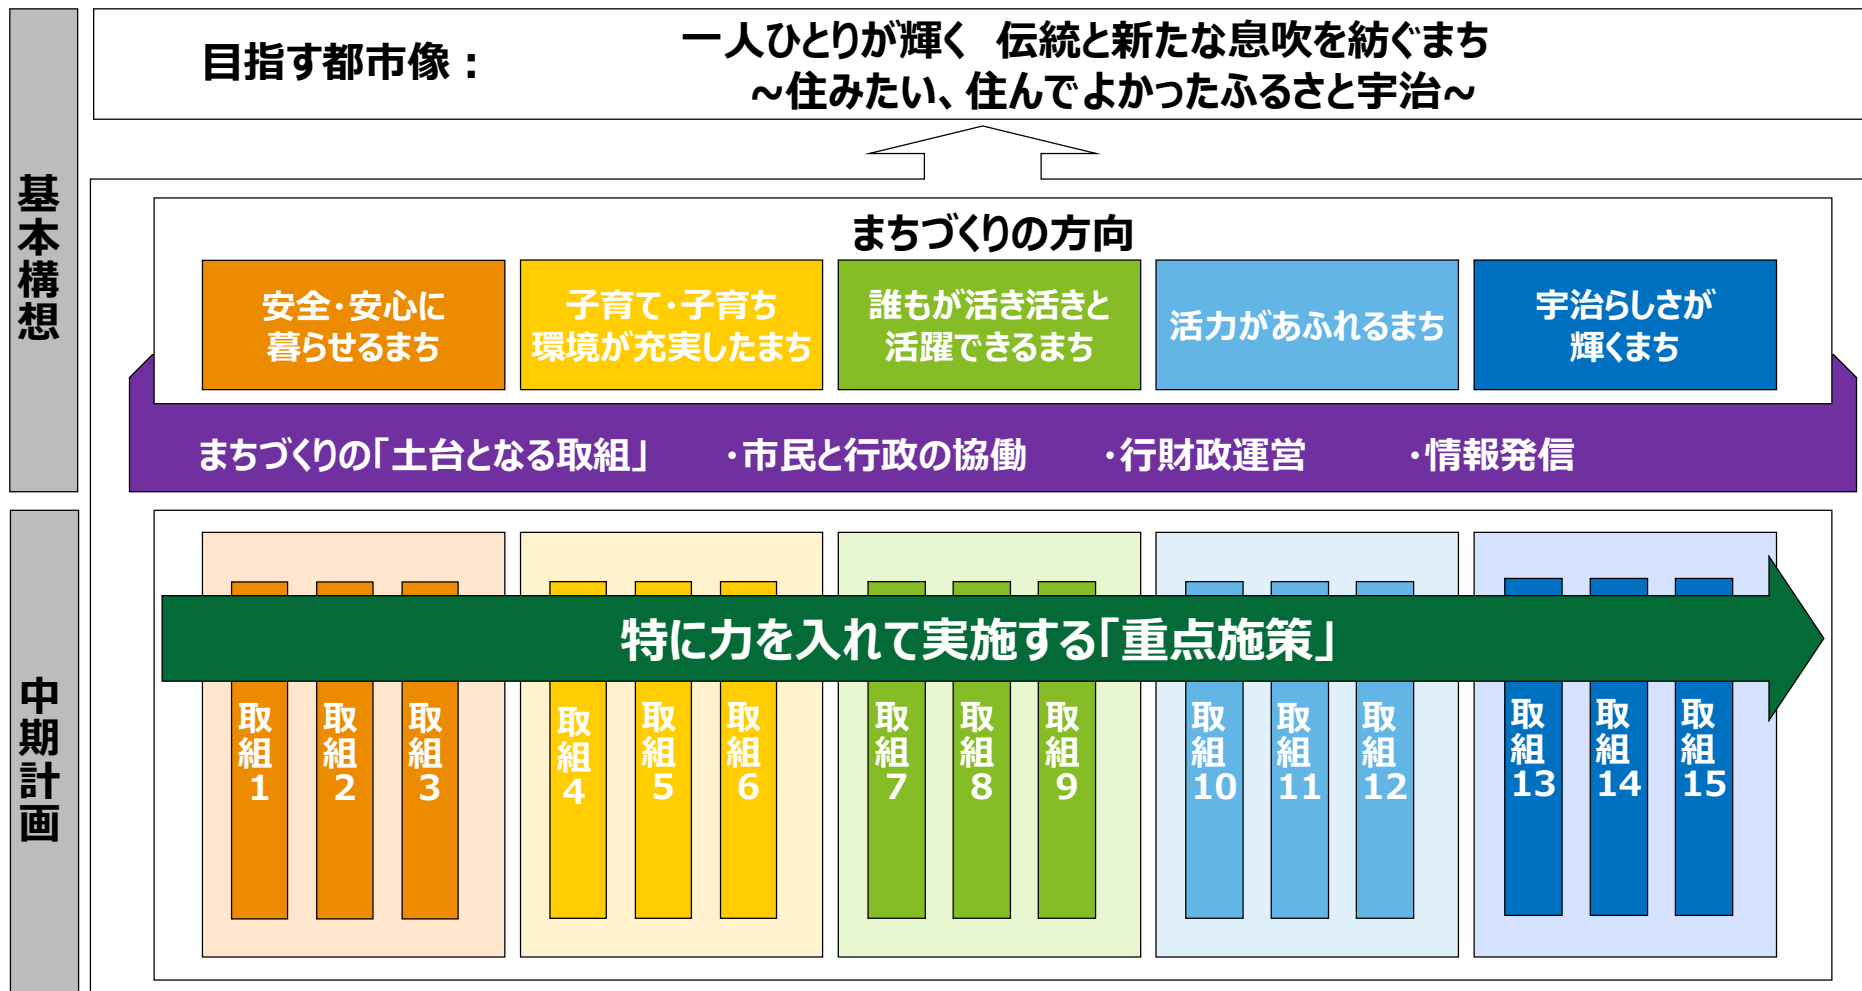 基本構想
目指す都市像：
一人ひとりが輝く 伝統と新たな息吹を紡ぐまち
～住みたい、住んでよかったふるさと宇治～
まちづくりの方向
安全・安心に
暮らせるまち
子育て・子育ち
環境が充実したまち
誰もが活き活きと
活躍できるまち
活力があふれるまち
宇治らしさが
輝くまち
まちづくりの「土台となる取組」 ・市民と行政の協働 ・行財政運営 ・情報発信
中期計画
特に力を入れて実施する「重点施策」
取組1
取組2
取組3
取組4
取組5
取組6
取組7
取組8
取組9
取組10
取組11
取組12
取組13
取組14
取組15